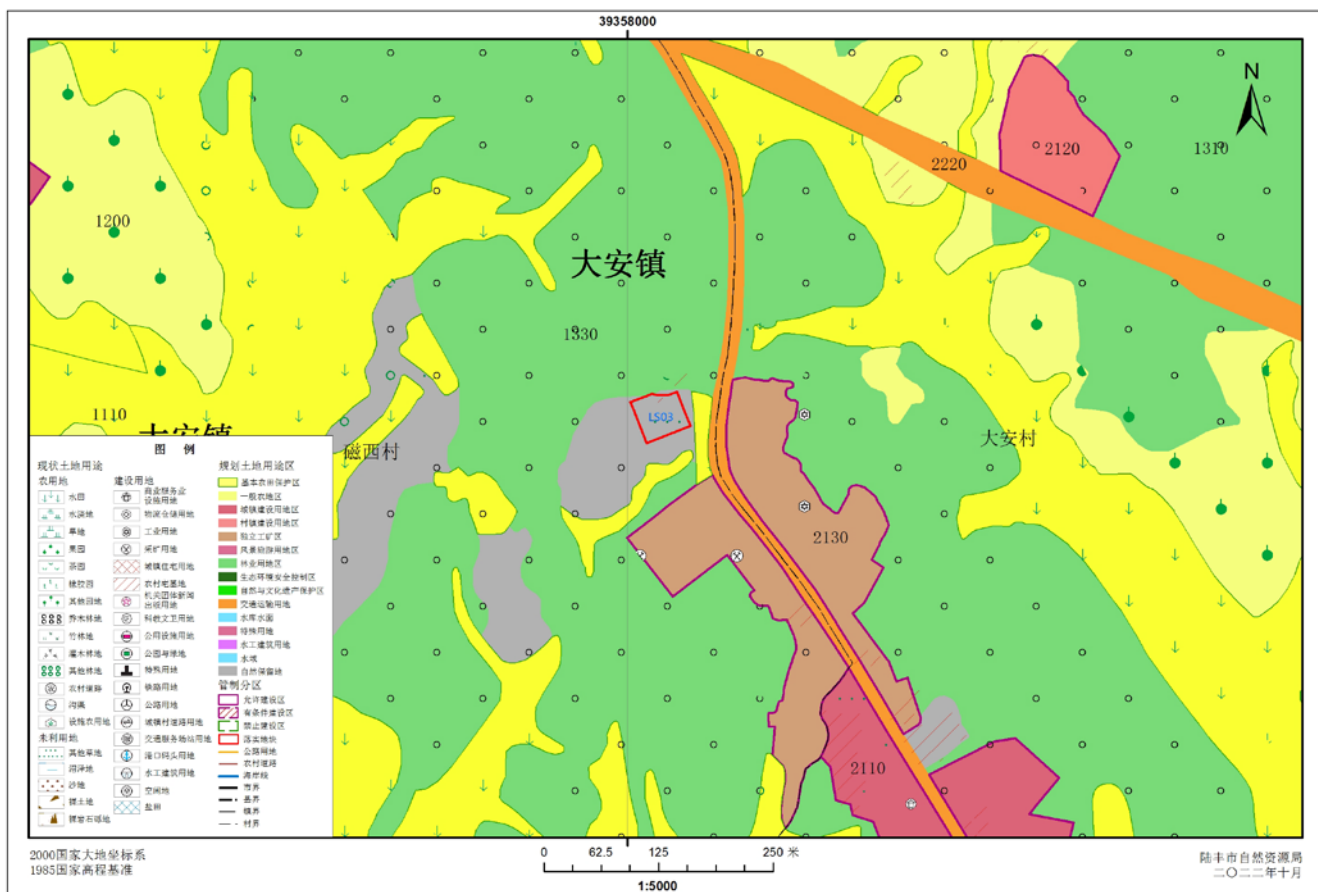 39358000
N
2120
1310
2220
1200
大安镇
1330
1110
大安镇
LS03
磁西村
大安村
2130
2110
图 例
现状土地用途
规划土地用途区
农用地
建设用地
水田
水浇地
旱地
果园
茶园
橡胶园
其他园地
乔木林地
竹林地
灌木林地
其他林地
农村道路
沟渠
设施农用地
未利用地
其他草地
沼泽地
沙地
裸土地
裸岩石砾地
商业服务业
设施用地
物流仓储用地
工业用地
采矿用地
城镇住宅用地
农村宅基地
机关团体新闻
出版用地
科教文卫用地
公用设施用地
公园与绿地
特殊用地
铁路用地
公路用地
城镇村道路用地
交通服务场站用地
港口码头用地
水工建筑用地
空闲地
盐田
基本农田保护区
一般农地区
城镇建设用地区
村镇建设用地区
独立工矿区
风景旅游用地区
林业用地区
生态环境安全控制区
自然与文化遗产保护区
交通运输用地
水库水面
特殊用地
水工建筑用地
水域
自然保留地
管制分区
允许建设区
有条件建设区
禁止建设区
落实地块
公路用地
农村道路
海岸线
市界
县界
镇界
村界
2000国家大地坐标系
1985国家高程基准
0 62.5 125 250 米
1:5000
陆丰市自然资源局
二〇二二年十月